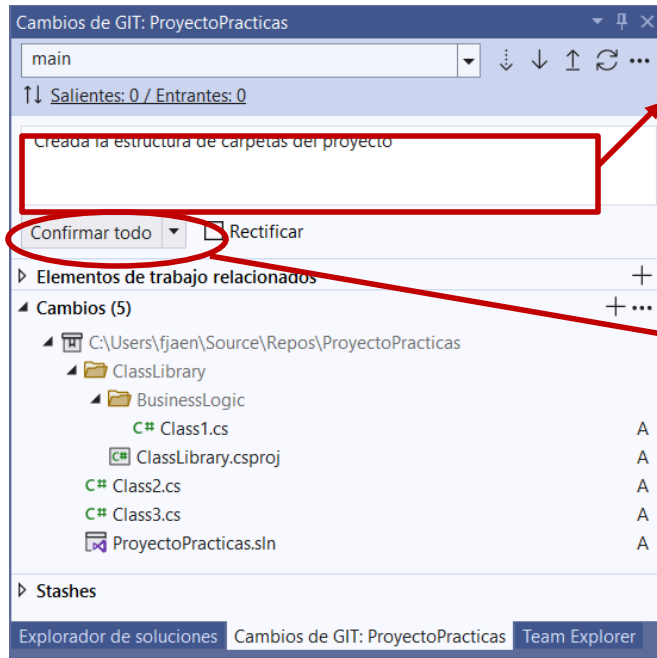 Cambios de GIT: ProyectoPracticas
main
Salientes: 0 / Entrantes: 0
Creada la estructura de carpetas del proyecto
Confirmar todo Rectificar
Elementos de trabajo relacionados
Cambios (5)
C:\Users\fjaen\Source\Repos\ProyectoPracticas
ClassLibrary
BusinessLogic
C# Class1.cs A
C# ClassLibrary.csproj A
C# Class2.cs A
C# Class3.cs A
ProyectoPracticas.sln A
Stashes
Explorador de soluciones Cambios de GIT: ProyectoPracticas Team Explorer